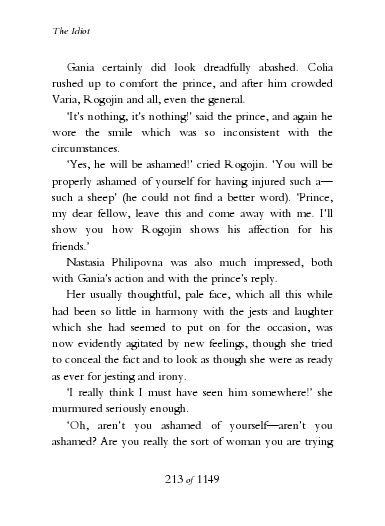 The Idiot
Gania certainly did look dreadfully abashed. Colia
rushed up to comfort the prince, and after him crowded
Varia, Rogojin and all, even the general.
'It's nothing, it's nothing!' said the prince, and again he
wore the smile which was so inconsistent with the
circumstances.
'Yes, he will be ashamed!' cried Rogojin. 'You will be
properly ashamed of yourself for having injured such a—
such a sheep' (he could not find a better word). 'Prince,
my dear fellow, leave this and come away with me. I'll
show you how Rogojin shows his affection for his
friends.'
Nastasia Philipovna was also much impressed, both
with Gania's action and with the prince's reply.
Her usually thoughtful, pale face, which all this while
had been so little in harmony with the jests and laughter
which she had seemed to put on for the occasion, was
now evidently agitated by new feelings, though she tried
to conceal the fact and to look as though she were as ready
as ever for jesting and irony.
'I really think I must have seen him somewhere!' she
murmured seriously enough.
'Oh, aren't you ashamed of yourself—aren't you
ashamed? Are you really the sort of woman you are trying
213 of 1149